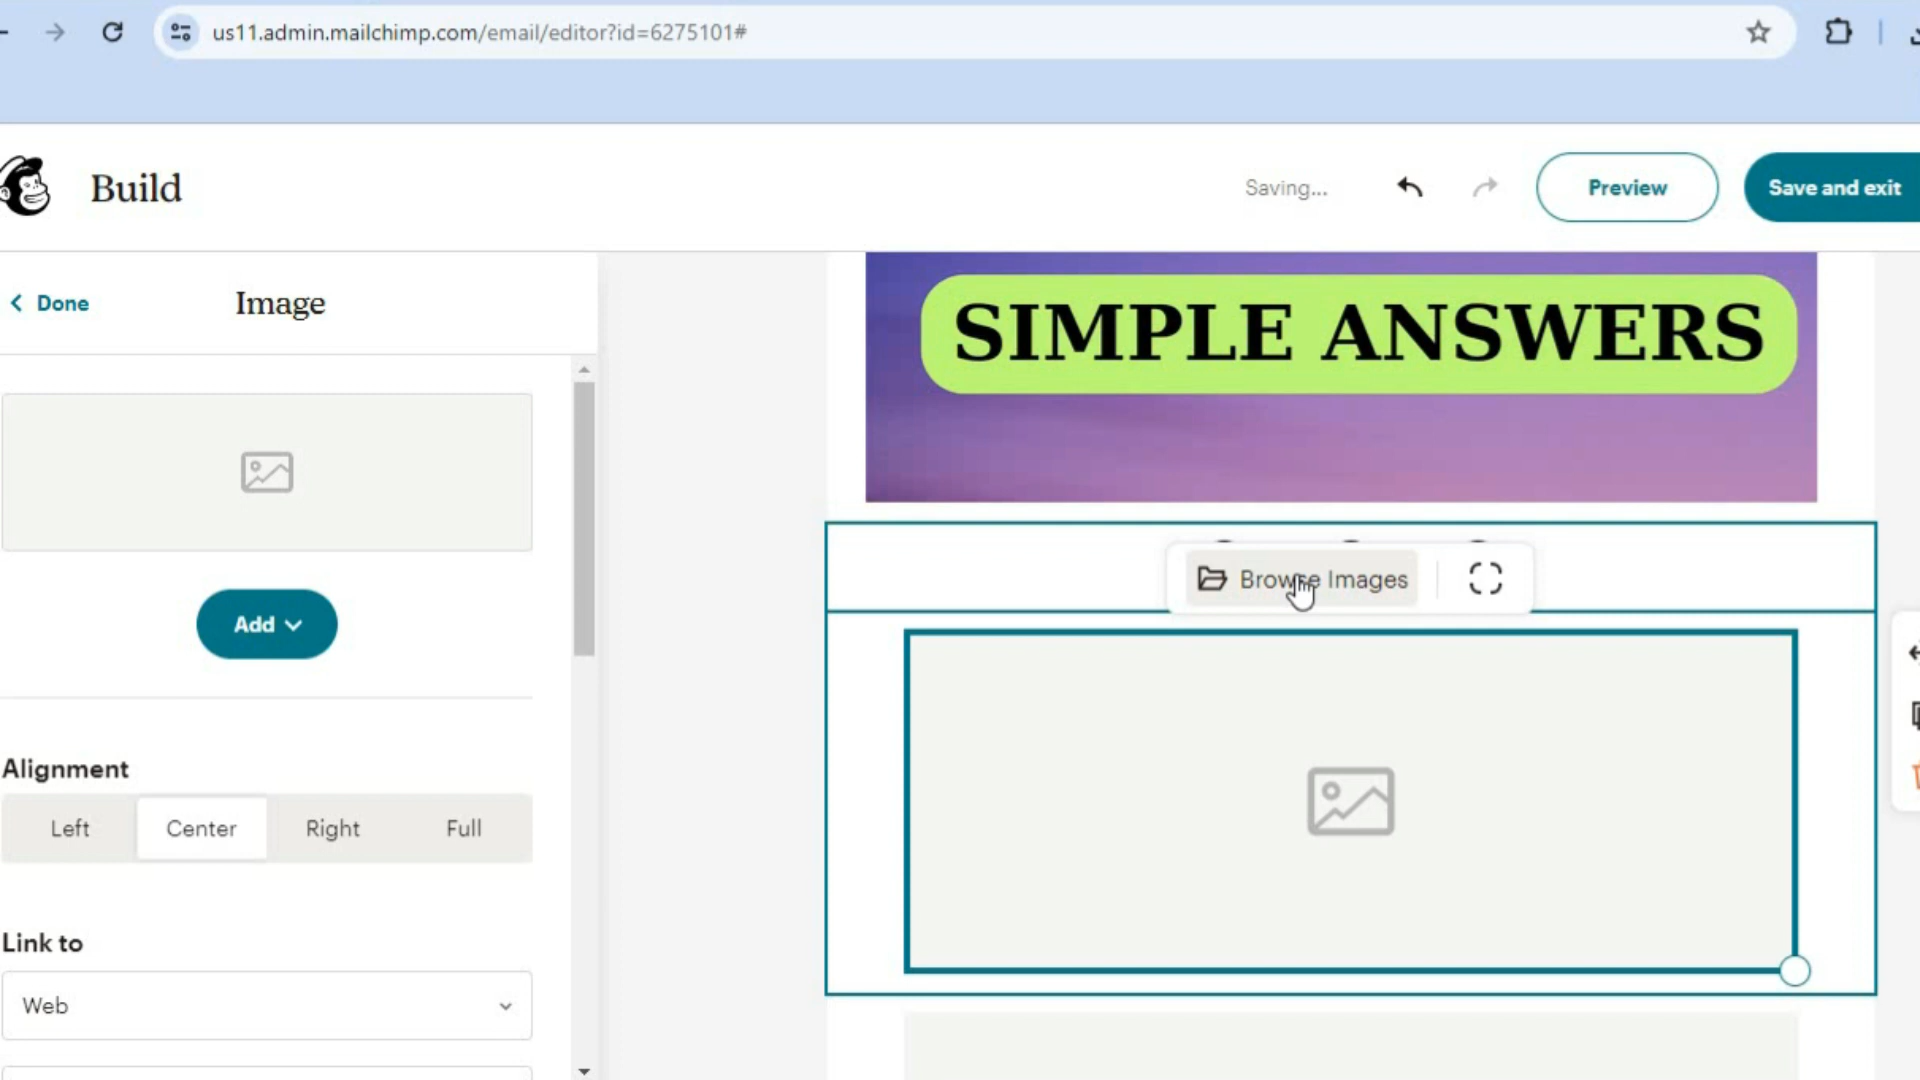 us11.admin.mailchimp.com/email/editor?id=6275101#
Build
Saving...
Preview
Save and exit
Done
Image
SIMPLE ANSWERS
Browse Images
Add
Alignment
Left
Center
Right
Full
Link to
Web